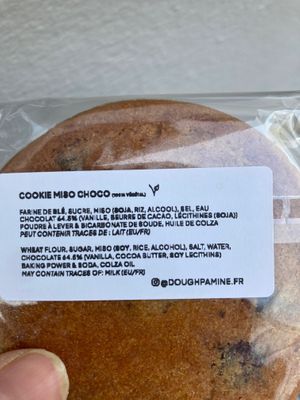 COOKIE MISO CHOCO (100% VÉGÉTAL)
FARINE DE BLÉ, SUCRE, MISO (SOJA, RIZ, ALCOOL), SEL, EAU
CHOCOLAT 64.5% (VANILLE, BEURRE DE CACAO, LÉCITHINES (SOJA))
POUDRE À LEVER & BICARBONATE DE SOUDE, HUILE DE COLZA
PEUT CONTENIR TRACES DE : LAIT (EU/FR)
WHEAT FLOUR, SUGAR, MISO (SOY, RICE, ALCOHOL), SALT, WATER,
CHOCOLATE 64.5% (VANILLA, COCOA BUTTER, SOY LECITHINS)
BAKING POWER & SODA, COLZA OIL
MAY CONTAIN TRACES OF: MILK (EU/FR)
@DOUGHPAMINE.FR